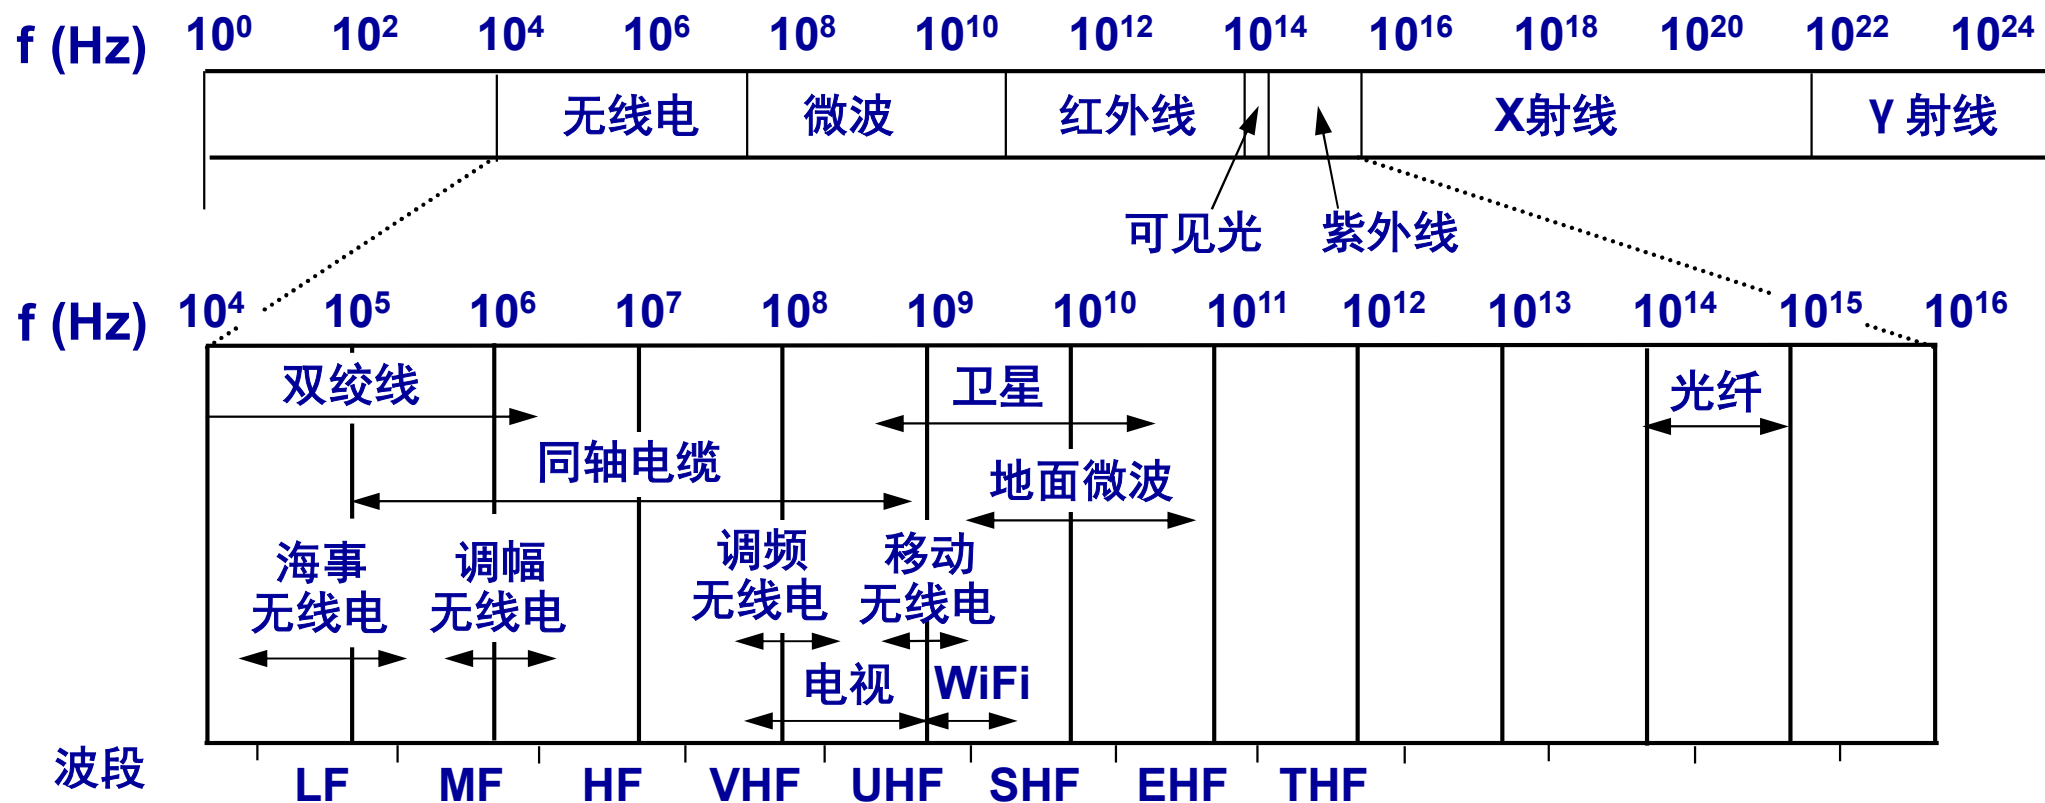 f (Hz) 10⁰ 10² 10⁴ 10⁶ 10⁸ 10¹⁰ 10¹² 10¹⁴ 10¹⁶ 10¹⁸ 10²⁰ 10²² 10²⁴
无线电 微波 红外线 X射线 γ 射线
可见光 紫外线
f (Hz) 10⁴ 10⁵ 10⁶ 10⁷ 10⁸ 10⁹ 10¹⁰ 10¹¹ 10¹² 10¹³ 10¹⁴ 10¹⁵ 10¹⁶
双绞线 卫星 光纤
同轴电缆 地面微波
海事 调幅 调频 移动
无线电 无线电 无线电 无线电
电视 WiFi
波段 LF MF HF VHF UHF SHF EHF THF